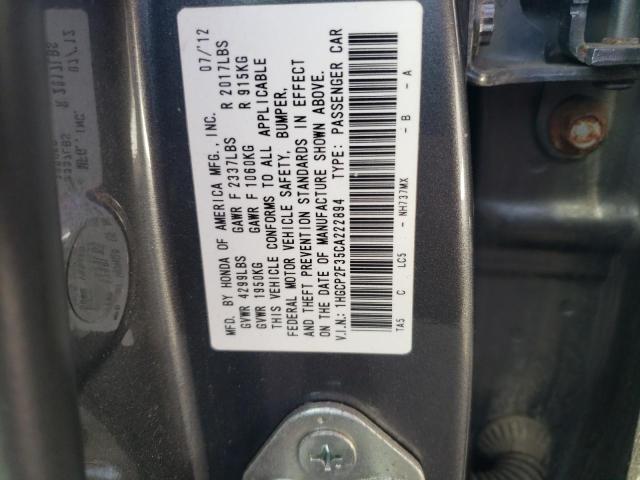 MFD. BY HONDA OF AMERICA MFG., INC. 07/12
GVWR 4299LBS GAWR F 2337LBS R 2017LBS
GVWR 1950KG GAWR F 1060KG R 915KG
THIS VEHICLE CONFORMS TO ALL APPLICABLE
FEDERAL MOTOR VEHICLE SAFETY, BUMPER,
AND THEFT PREVENTION STANDARDS IN EFFECT
ON THE DATE OF MANUFACTURE SHOWN ABOVE.
V.I.N.: 1HGCP2F35CA222894 TYPE: PASSENGER CAR
TA5 C LC5 - NH737MX - B - A